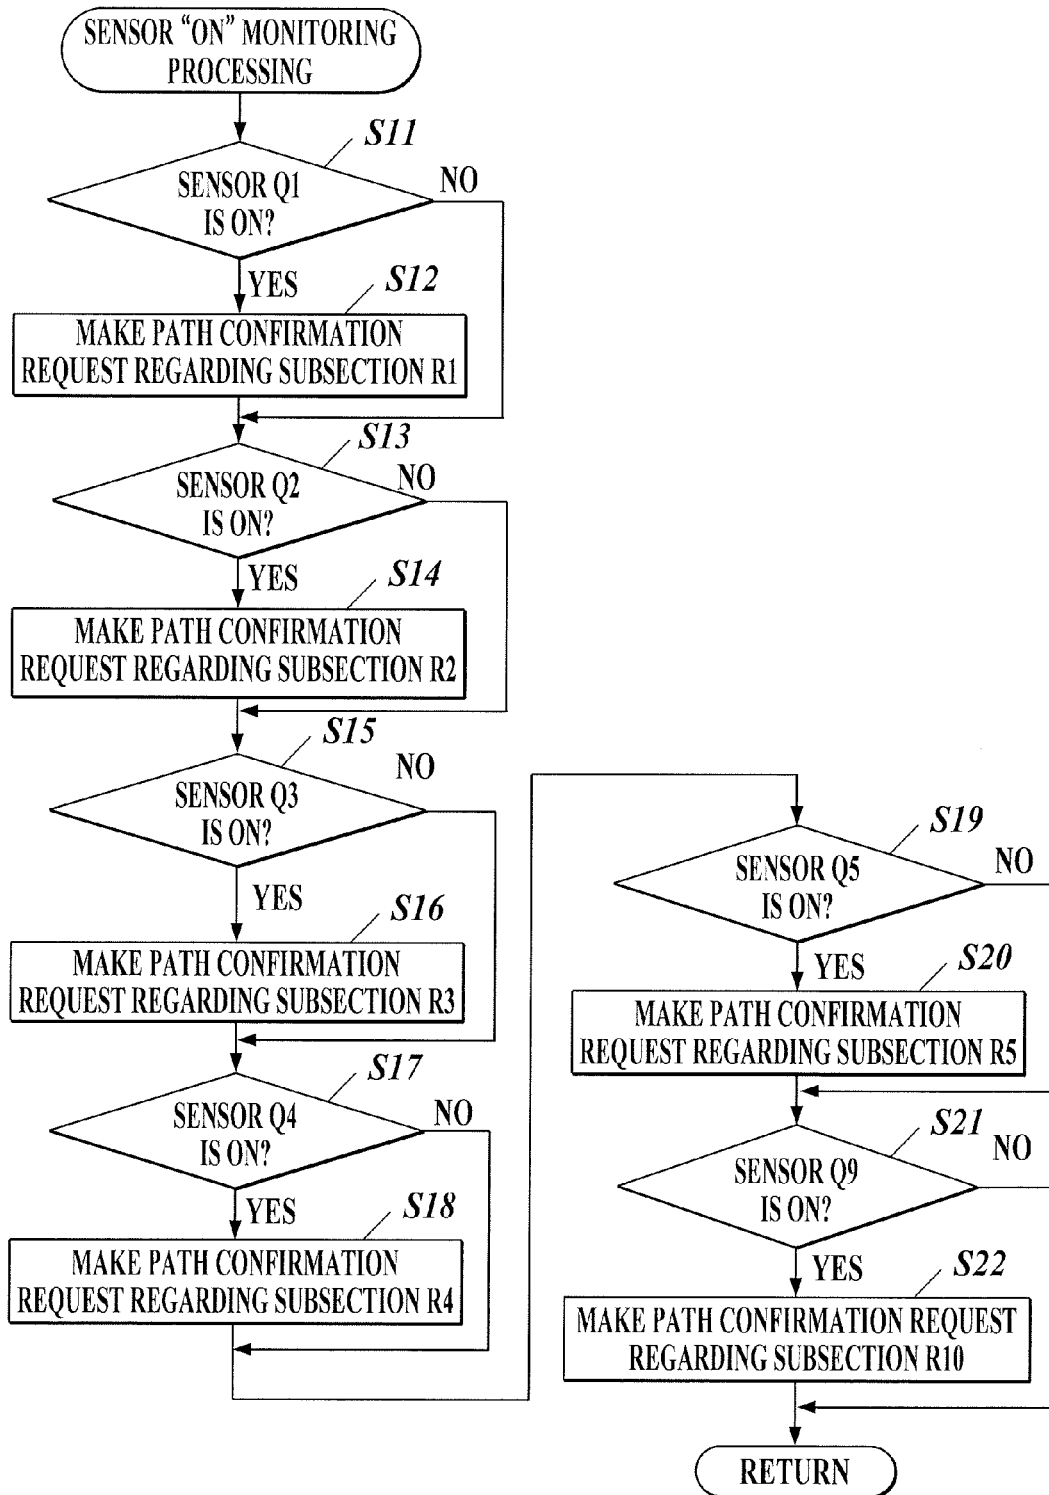 SENSOR “ON” MONITORING
PROCESSING
S11
SENSOR Q1
IS ON?
NO
YES
S12
MAKE PATH CONFIRMATION
REQUEST REGARDING SUBSECTION R1
S13
SENSOR Q2
IS ON?
NO
YES
S14
MAKE PATH CONFIRMATION
REQUEST REGARDING SUBSECTION R2
S15
SENSOR Q3
IS ON?
NO
YES
S16
MAKE PATH CONFIRMATION
REQUEST REGARDING SUBSECTION R3
S17
SENSOR Q4
IS ON?
NO
YES
S18
MAKE PATH CONFIRMATION
REQUEST REGARDING SUBSECTION R4
S19
SENSOR Q5
IS ON?
NO
YES
S20
MAKE PATH CONFIRMATION
REQUEST REGARDING SUBSECTION R5
S21
SENSOR Q9
IS ON?
NO
YES
S22
MAKE PATH CONFIRMATION REQUEST
REGARDING SUBSECTION R10
RETURN